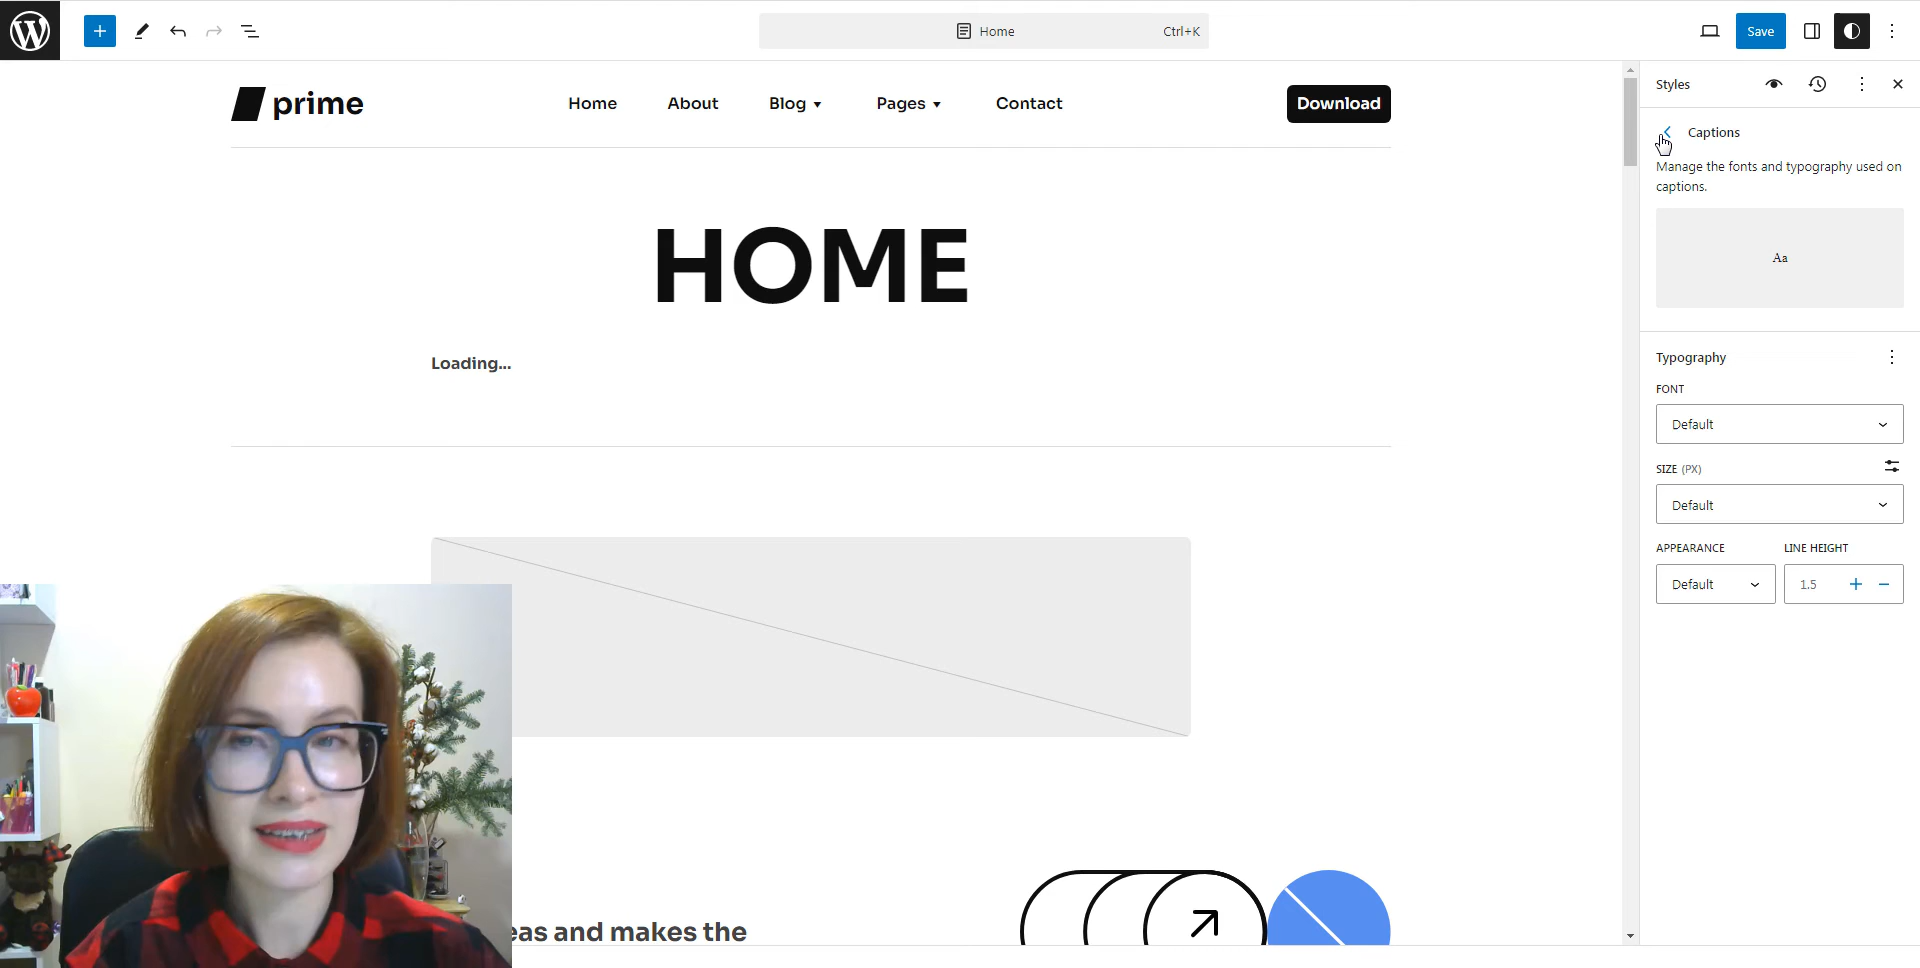 Home
Ctrl+K
Save
prime
Home
About
Blog
Pages
Contact
Download
HOME
Loading...
eas and makes the
Styles
Captions
Manage the fonts and typography used on
captions.
Aa
Typography
FONT
Default
SIZE (PX)
Default
APPEARANCE
LINE HEIGHT
Default
1.5